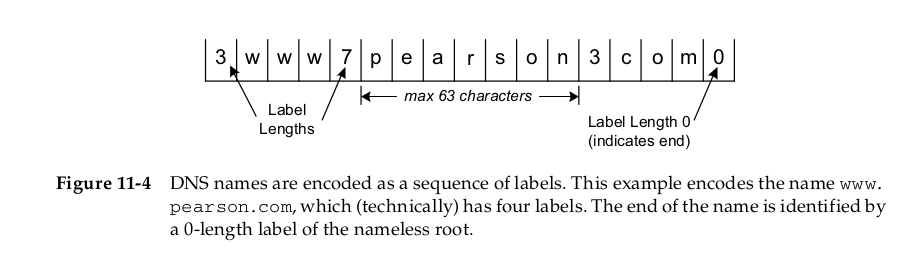 3 w w w 7 p e a r s o n 3 c o m 0
max 63 characters
Label
Lengths
Label Length 0
(indicates end)
Figure 11-4 DNS names are encoded as a sequence of labels. This example encodes the name www.
pearson.com, which (technically) has four labels. The end of the name is identified by
a 0-length label of the nameless root.